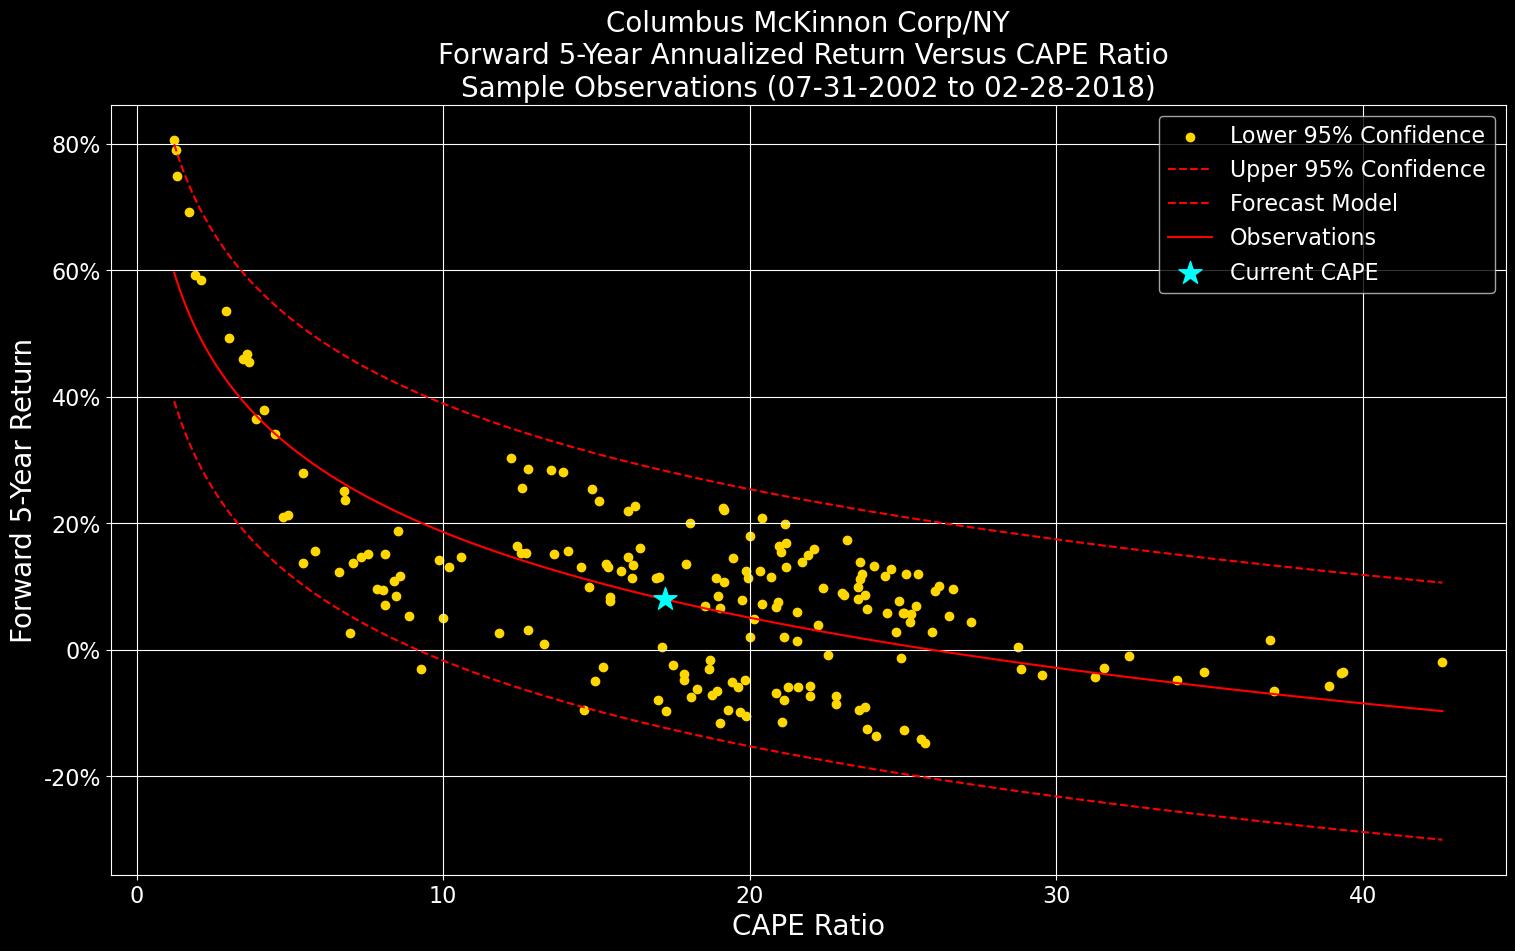 Columbus McKinnon Corp/NY
Forward 5-Year Annualized Return Versus CAPE Ratio
Sample Observations (07-31-2002 to 02-28-2018)
Lower 95% Confidence
Upper 95% Confidence
Forecast Model
Observations
Current CAPE
Forward 5-Year Return
80%
60%
40%
20%
0%
-20%
0 10 20 30 40
CAPE Ratio